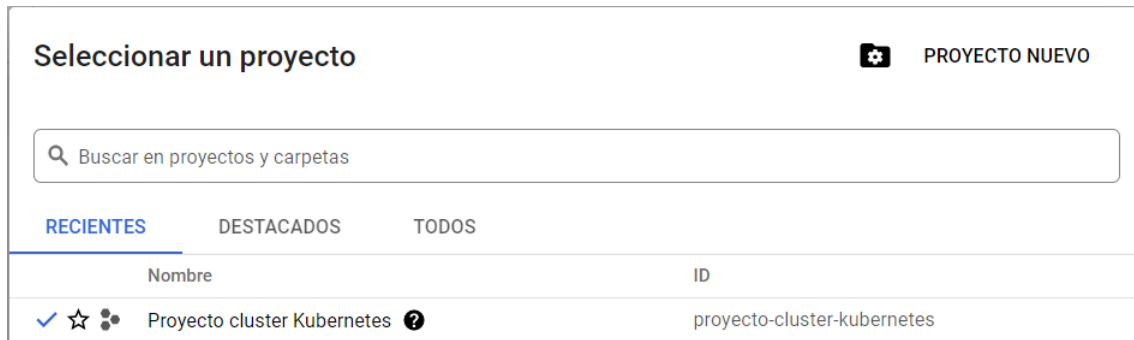 Seleccionar un proyecto PROYECTO NUEVO
Buscar en proyectos y carpetas
RECIENTES DESTACADOS TODOS
Nombre ID
Proyecto cluster Kubernetes proyecto-cluster-kubernetes